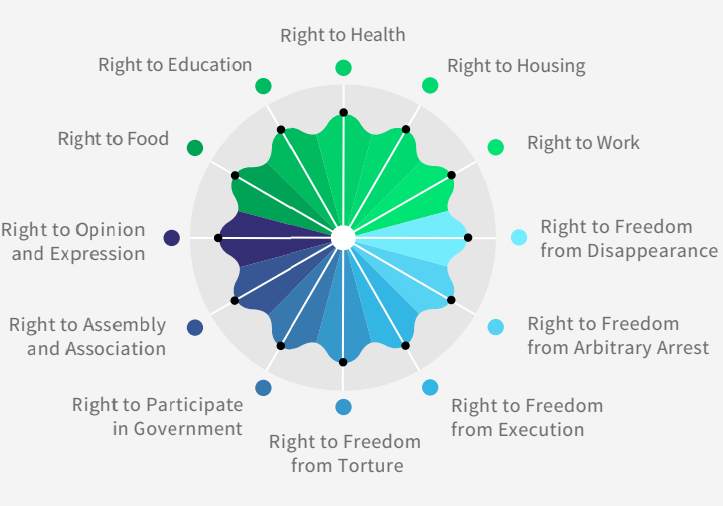 Right to Health
Right to Education
Right to Housing
Right to Food
Right to Work
Right to Opinion
and Expression
Right to Freedom
from Disappearance
Right to Assembly
and Association
Right to Freedom
from Arbitrary Arrest
Right to Participate
in Government
Right to Freedom
from Execution
Right to Freedom
from Torture